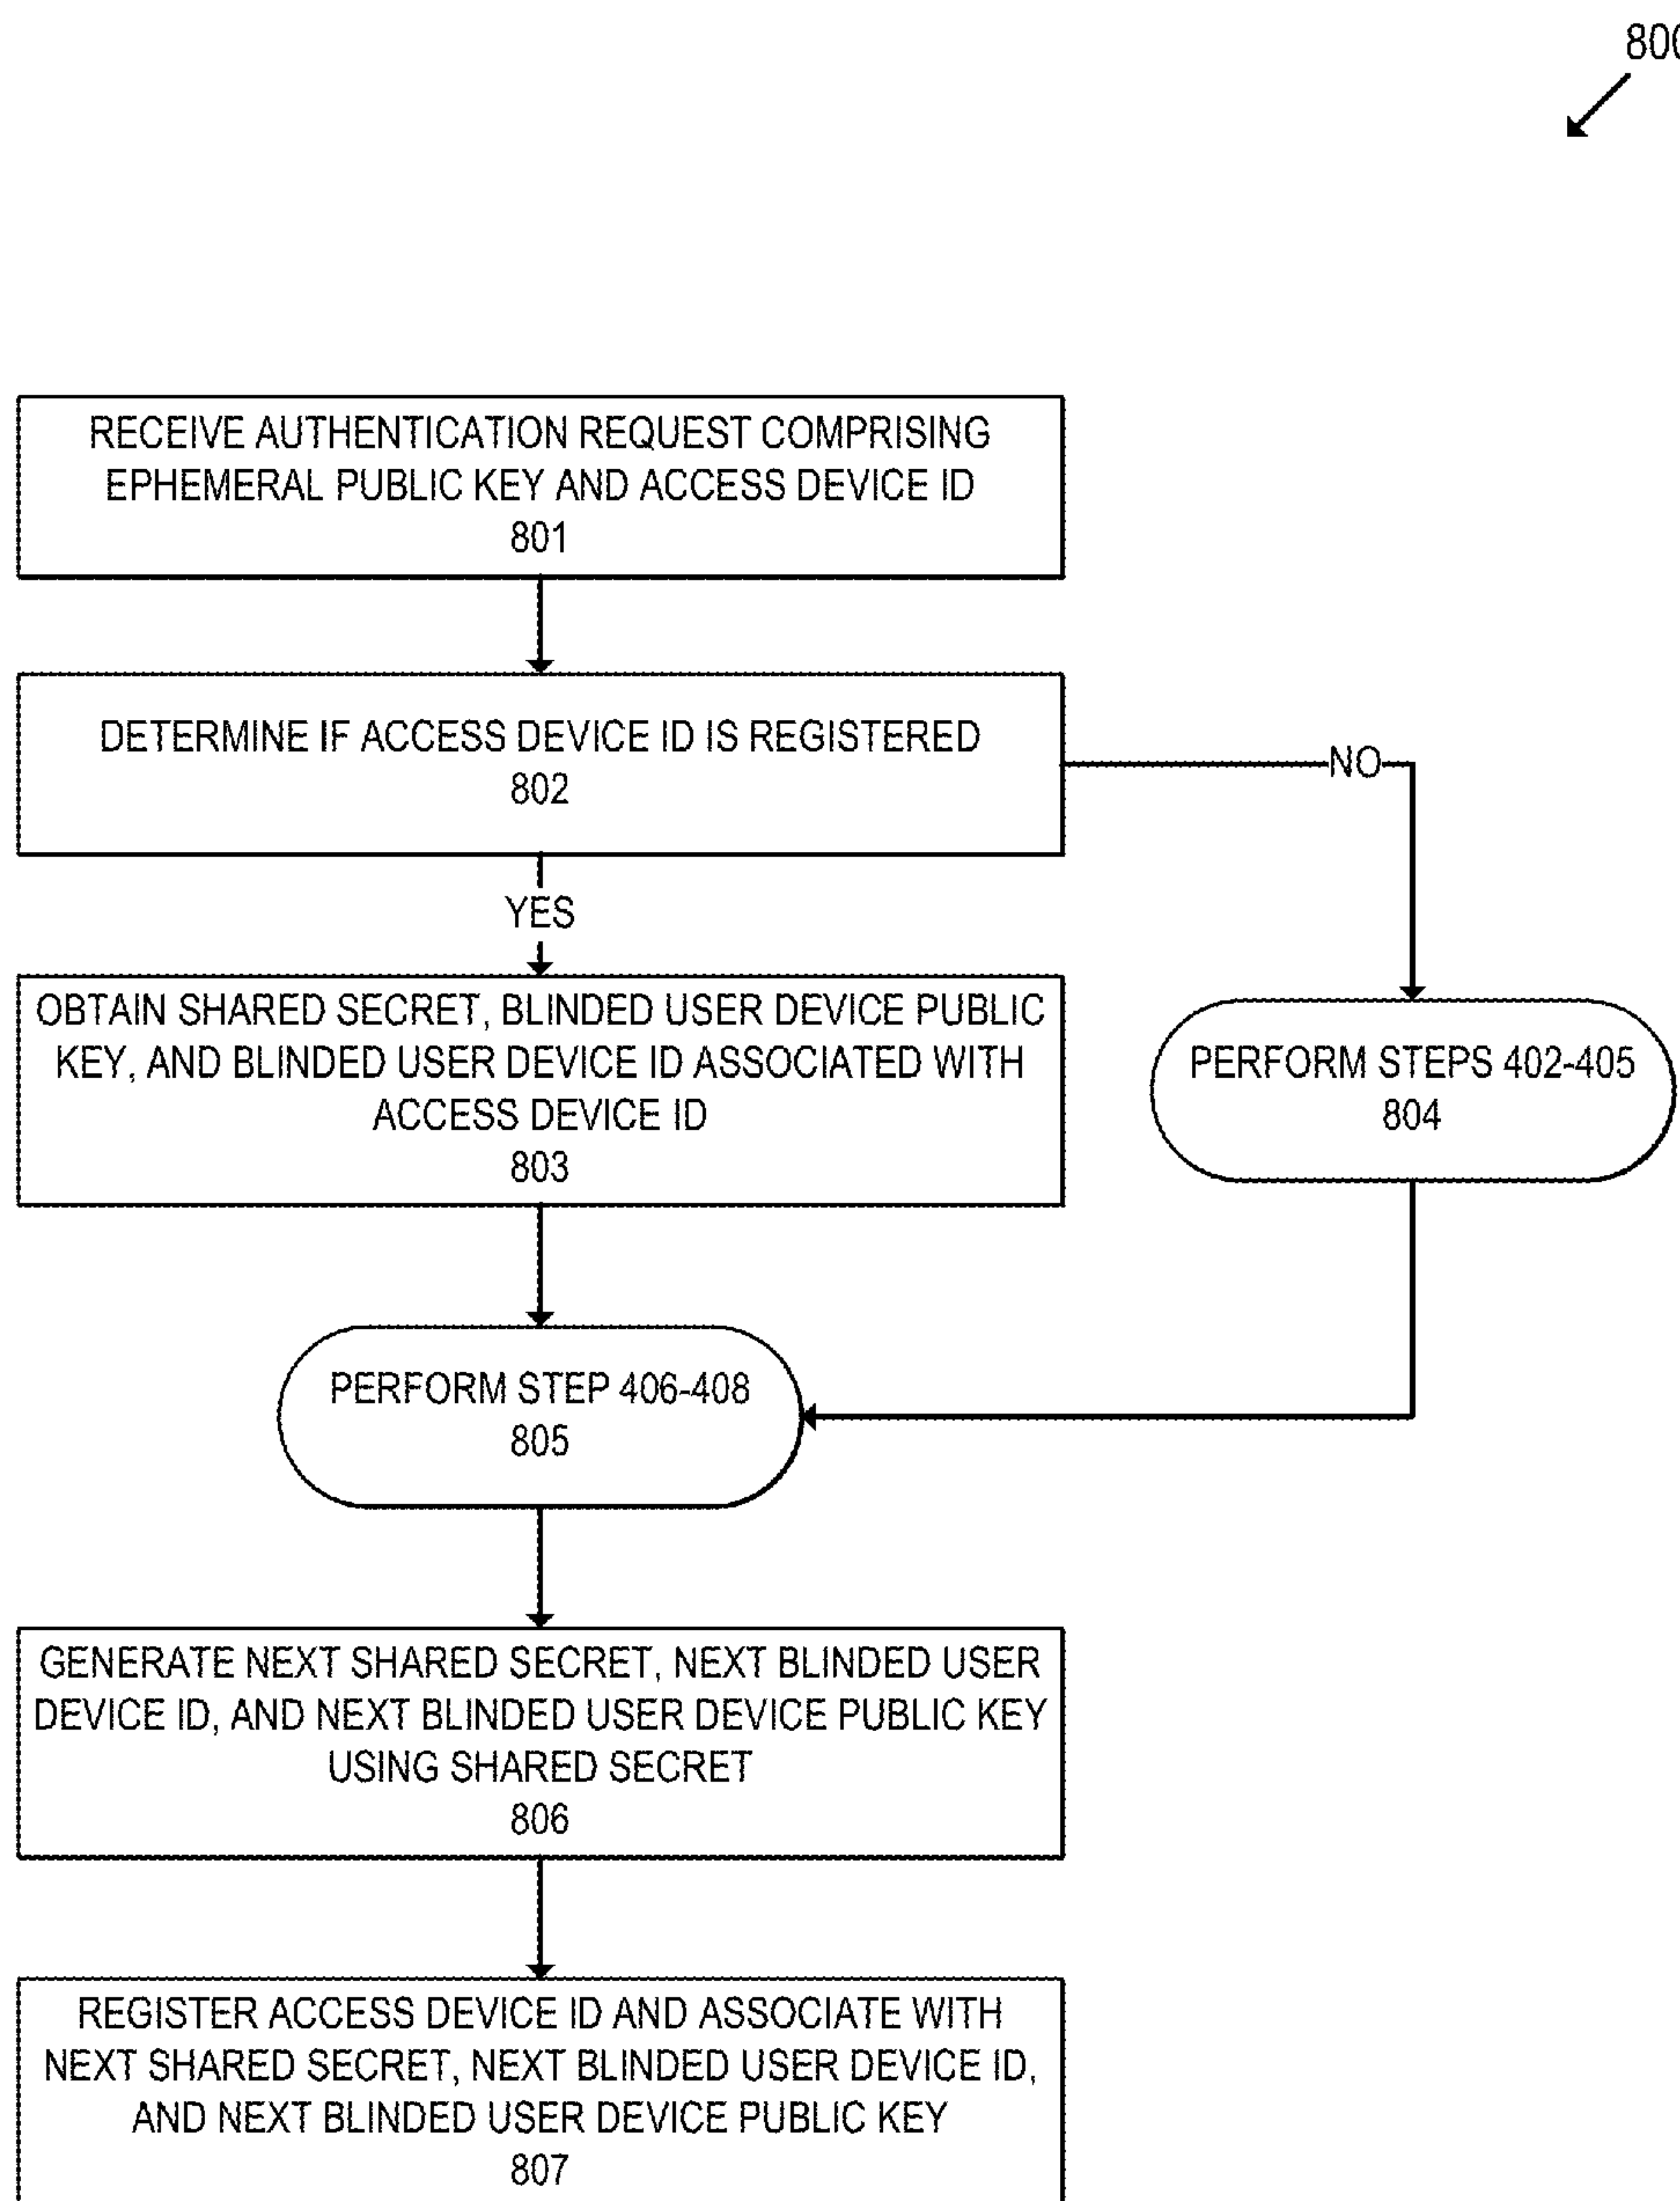 800
RECEIVE AUTHENTICATION REQUEST COMPRISING
EPHEMERAL PUBLIC KEY AND ACCESS DEVICE ID
801
DETERMINE IF ACCESS DEVICE ID IS REGISTERED
802
NO
YES
OBTAIN SHARED SECRET, BLINDED USER DEVICE PUBLIC
KEY, AND BLINDED USER DEVICE ID ASSOCIATED WITH
ACCESS DEVICE ID
803
PERFORM STEPS 402-405
804
PERFORM STEP 406-408
805
GENERATE NEXT SHARED SECRET, NEXT BLINDED USER
DEVICE ID, AND NEXT BLINDED USER DEVICE PUBLIC KEY
USING SHARED SECRET
806
REGISTER ACCESS DEVICE ID AND ASSOCIATE WITH
NEXT SHARED SECRET, NEXT BLINDED USER DEVICE ID,
AND NEXT BLINDED USER DEVICE PUBLIC KEY
807